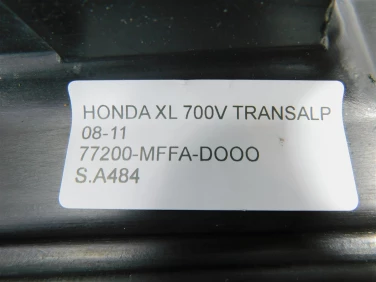 HONDA XL 700V TRANSALP
08-11
77200-MFFA-DOOO
S.A484